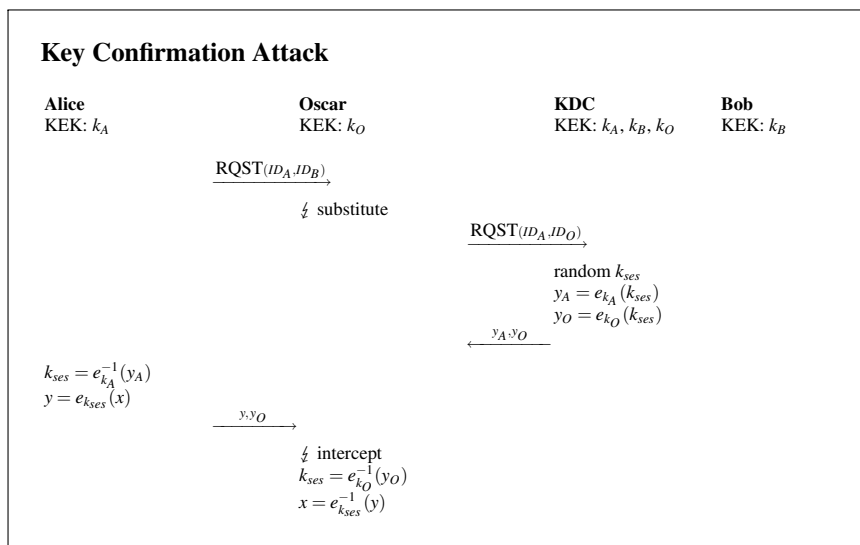 Key Confirmation Attack
Alice Oscar KDC Bob
KEK: k_A KEK: k_O KEK: k_A, k_B, k_O KEK: k_B
RQST(ID_A,ID_B)
↯ substitute
RQST(ID_A,ID_O)
random k_ses
y_A = e_{k_A}(k_ses)
y_O = e_{k_O}(k_ses)
y_A,y_O
k_ses = e^{-1}_{k_A}(y_A)
y = e_{k_ses}(x)
y,y_O
↯ intercept
k_ses = e^{-1}_{k_O}(y_O)
x = e^{-1}_{k_ses}(y)